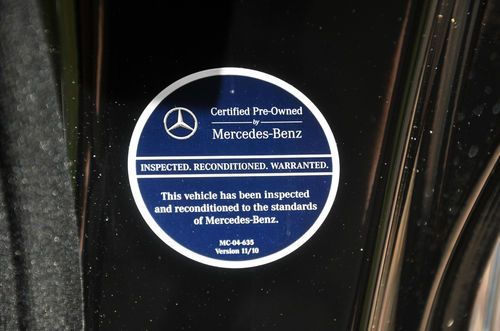 Certified Pre-Owned
by
Mercedes-Benz
INSPECTED. RECONDITIONED. WARRANTED.
This vehicle has been inspected
and reconditioned to the standards
of Mercedes-Benz.
MC-04-635
Version 11/10